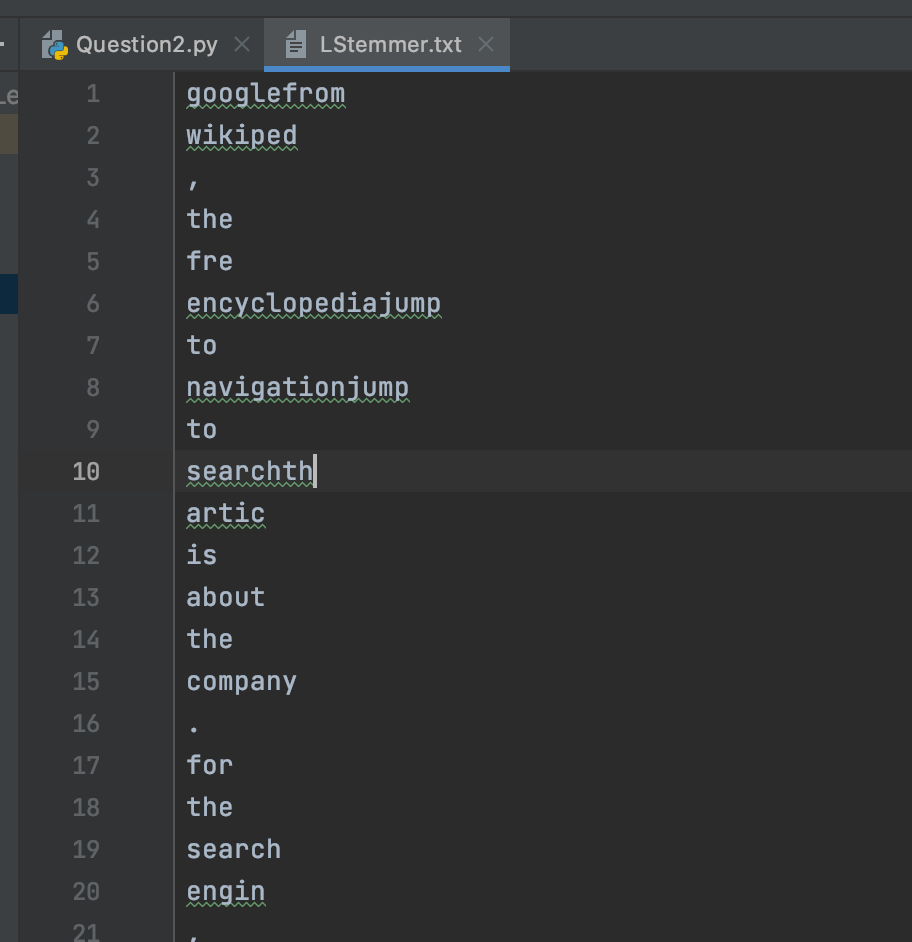 Question2.py LStemmer.txt
Le
1 googlefrom
2 wikiped
3 ,
4 the
5 fre
6 encyclopediajump
7 to
8 navigationjump
9 to
10 searchth
11 artic
12 is
13 about
14 the
15 company
16 .
17 for
18 the
19 search
20 engin
21 ,